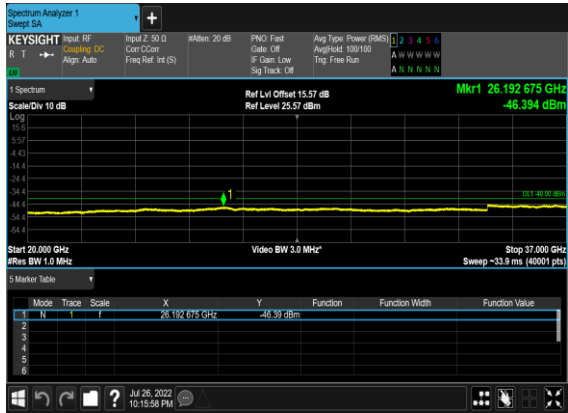 Spectrum Analyzer 1
Swept SA
KEYSIGHT
R T
LXI
Input: RF
Coupling: DC
Align: Auto
Input Z: 50 Ω
Corr CCorr
Freq Ref: Int (S)
#Atten: 20 dB
PNO: Fast
Gate: Off
IF Gain: Low
Sig Track: Off
Avg Type: Power (RMS)
Avg|Hold: 100/100
Trig: Free Run
1 2 3 4 5 6
A W W W W W
A N N N N N
1 Spectrum
Scale/Div 10 dB
Ref Lvl Offset 15.57 dB
Ref Level 25.57 dBm
Mkr1 26.192 675 GHz
-46.394 dBm
Log
15.6
5.57
-4.43
-14.4
-24.4
-34.4
-44.4
-54.4
-64.4
1
DL1 -40.00 dBm
Start 20.000 GHz
#Res BW 1.0 MHz
Video BW 3.0 MHz*
Stop 37.000 GHz
Sweep ~33.9 ms (40001 pts)
5 Marker Table
Mode Trace Scale X Y Function Function Width Function Value
1 N 1 f 26.192 675 GHz -46.39 dBm
2
3
4
5
6
?
Jul 26, 2022
10:15:58 PM